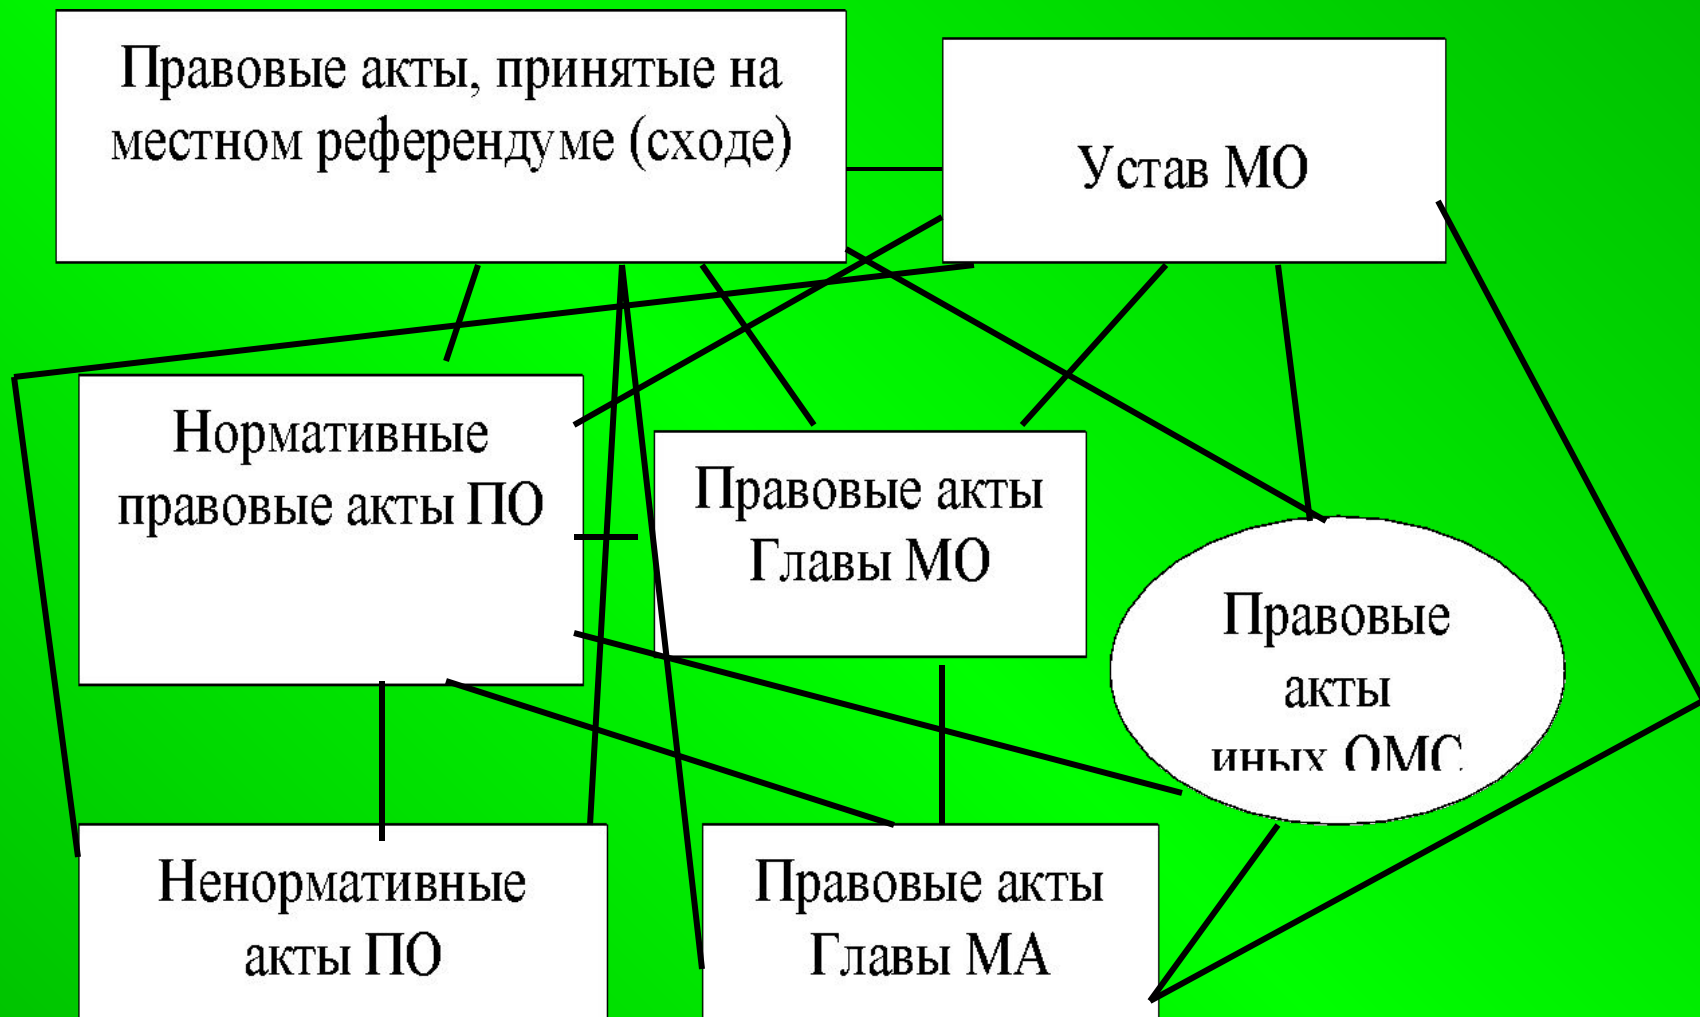 Правовые акты, принятые на
местном референдуме (сходе)
Устав МО
Нормативные
правовые акты ПО
Правовые акты
Главы МО
Правовые
акты
иных ОМС
Ненормативные
акты ПО
Правовые акты
Главы МА